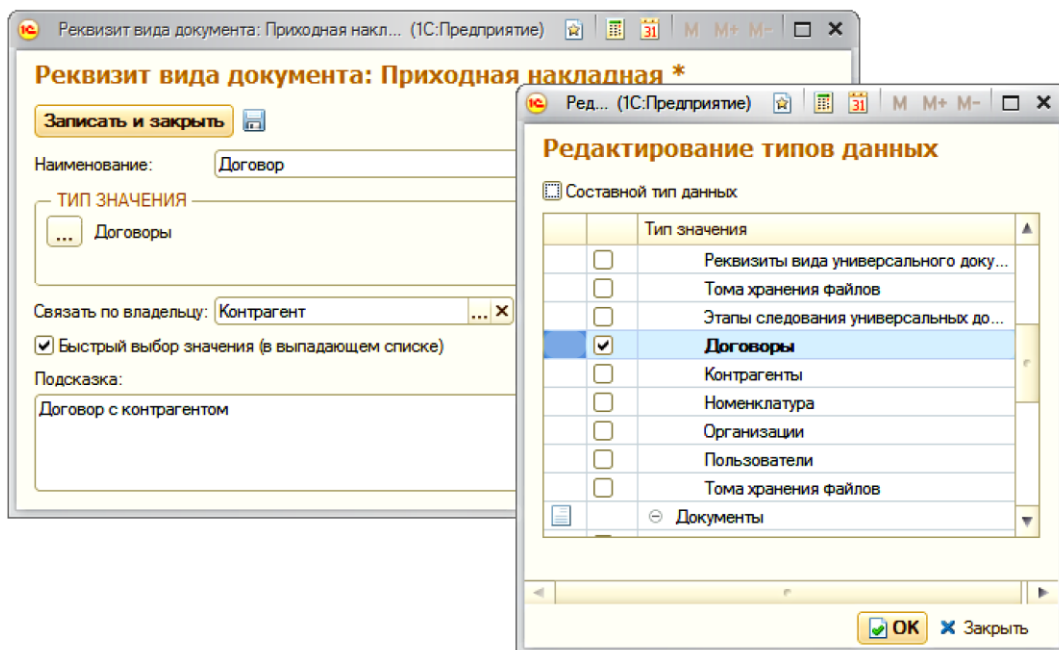 Реквизит вида документа: Приходная накл... (1С:Предприятие) 31 M M+ M-
Реквизит вида документа: Приходная накладная *
Записать и закрыть
Наименование: Договор
ТИП ЗНАЧЕНИЯ
... Договоры
Связать по владельцу: Контрагент ...
Быстрый выбор значения (в выпадающем списке)
Подсказка:
Договор с контрагентом
Ред... (1С:Предприятие) 31 M M+ M-
Редактирование типов данных
Составной тип данных
Тип значения
Реквизиты вида универсального доку...
Тома хранения файлов
Этапы следования универсальных до...
Договоры
Контрагенты
Номенклатура
Организации
Пользователи
Тома хранения файлов
Документы
ОК Закрыть